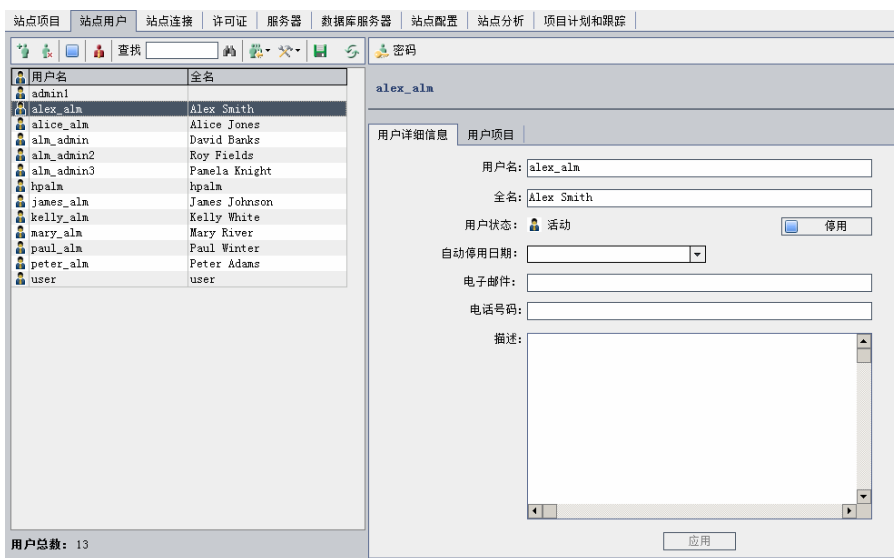 站点项目 站点用户 站点连接 许可证 服务器 数据库服务器 站点配置 站点分析 项目计划和跟踪
查找
密码
用户名 全名
admin1
alex_alm Alex Smith
alice_alm Alice Jones
alm_admin David Banks
alm_admin2 Roy Fields
alm_admin3 Pamela Knight
hpalm hpalm
james_alm James Johnson
kelly_alm Kelly White
mary_alm Mary River
paul_alm Paul Winter
peter_alm Peter Adams
user user
用户总数: 13
alex_alm
用户详细信息 用户项目
用户名: alex_alm
全名: Alex Smith
用户状态: 活动 停用
自动停用日期:
电子邮件:
电话号码:
描述:
应用